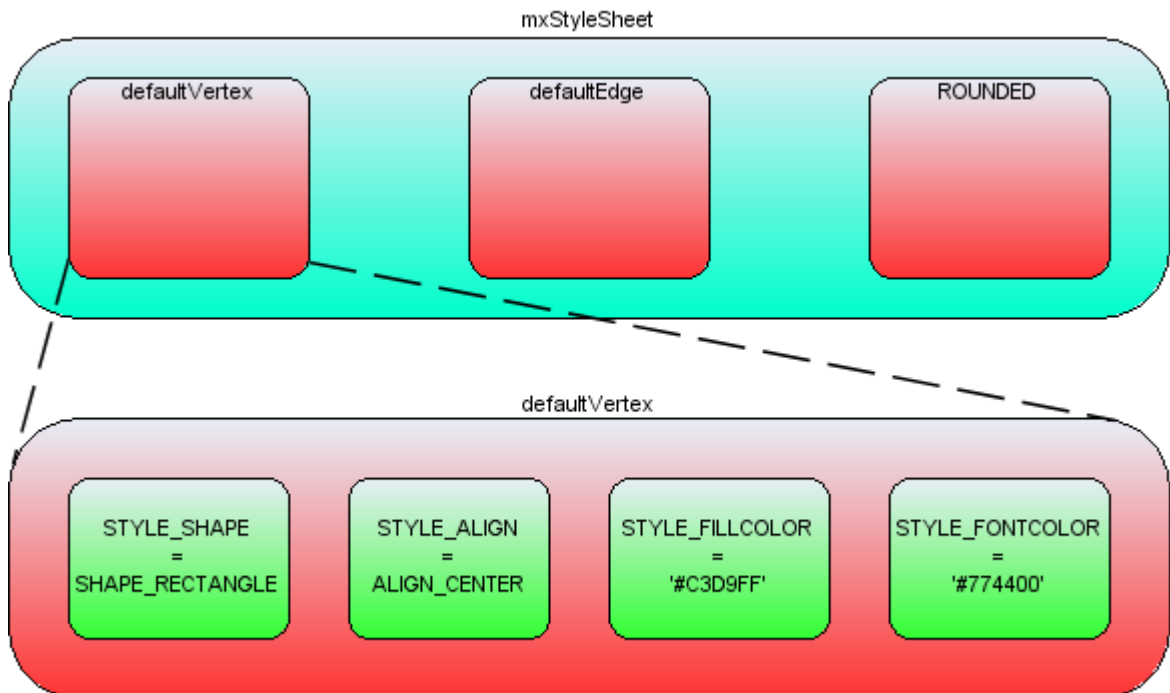 mxStyleSheet
defaultVertex
defaultEdge
ROUNDED
defaultVertex
STYLE_SHAPE
=
SHAPE_RECTANGLE
STYLE_ALIGN
=
ALIGN_CENTER
STYLE_FILLCOLOR
=
'#C3D9FF'
STYLE_FONTCOLOR
=
'#774400'